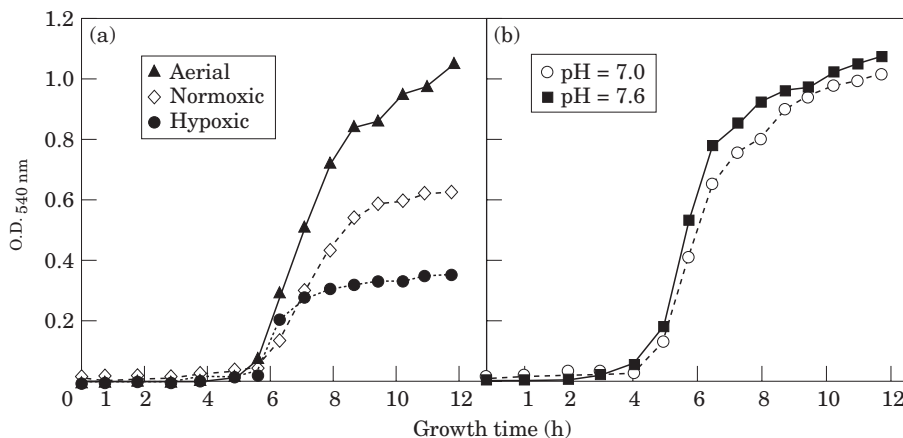 1.2
(a)
(b)
Aerial
Normoxic
Hypoxic
pH = 7.0
pH = 7.6
1.0
0.8
0.6
0.4
0.2
O.D. 540 nm
0 2 4 6 8 10 12
1 2 4 6 8 10 12
Growth time (h)